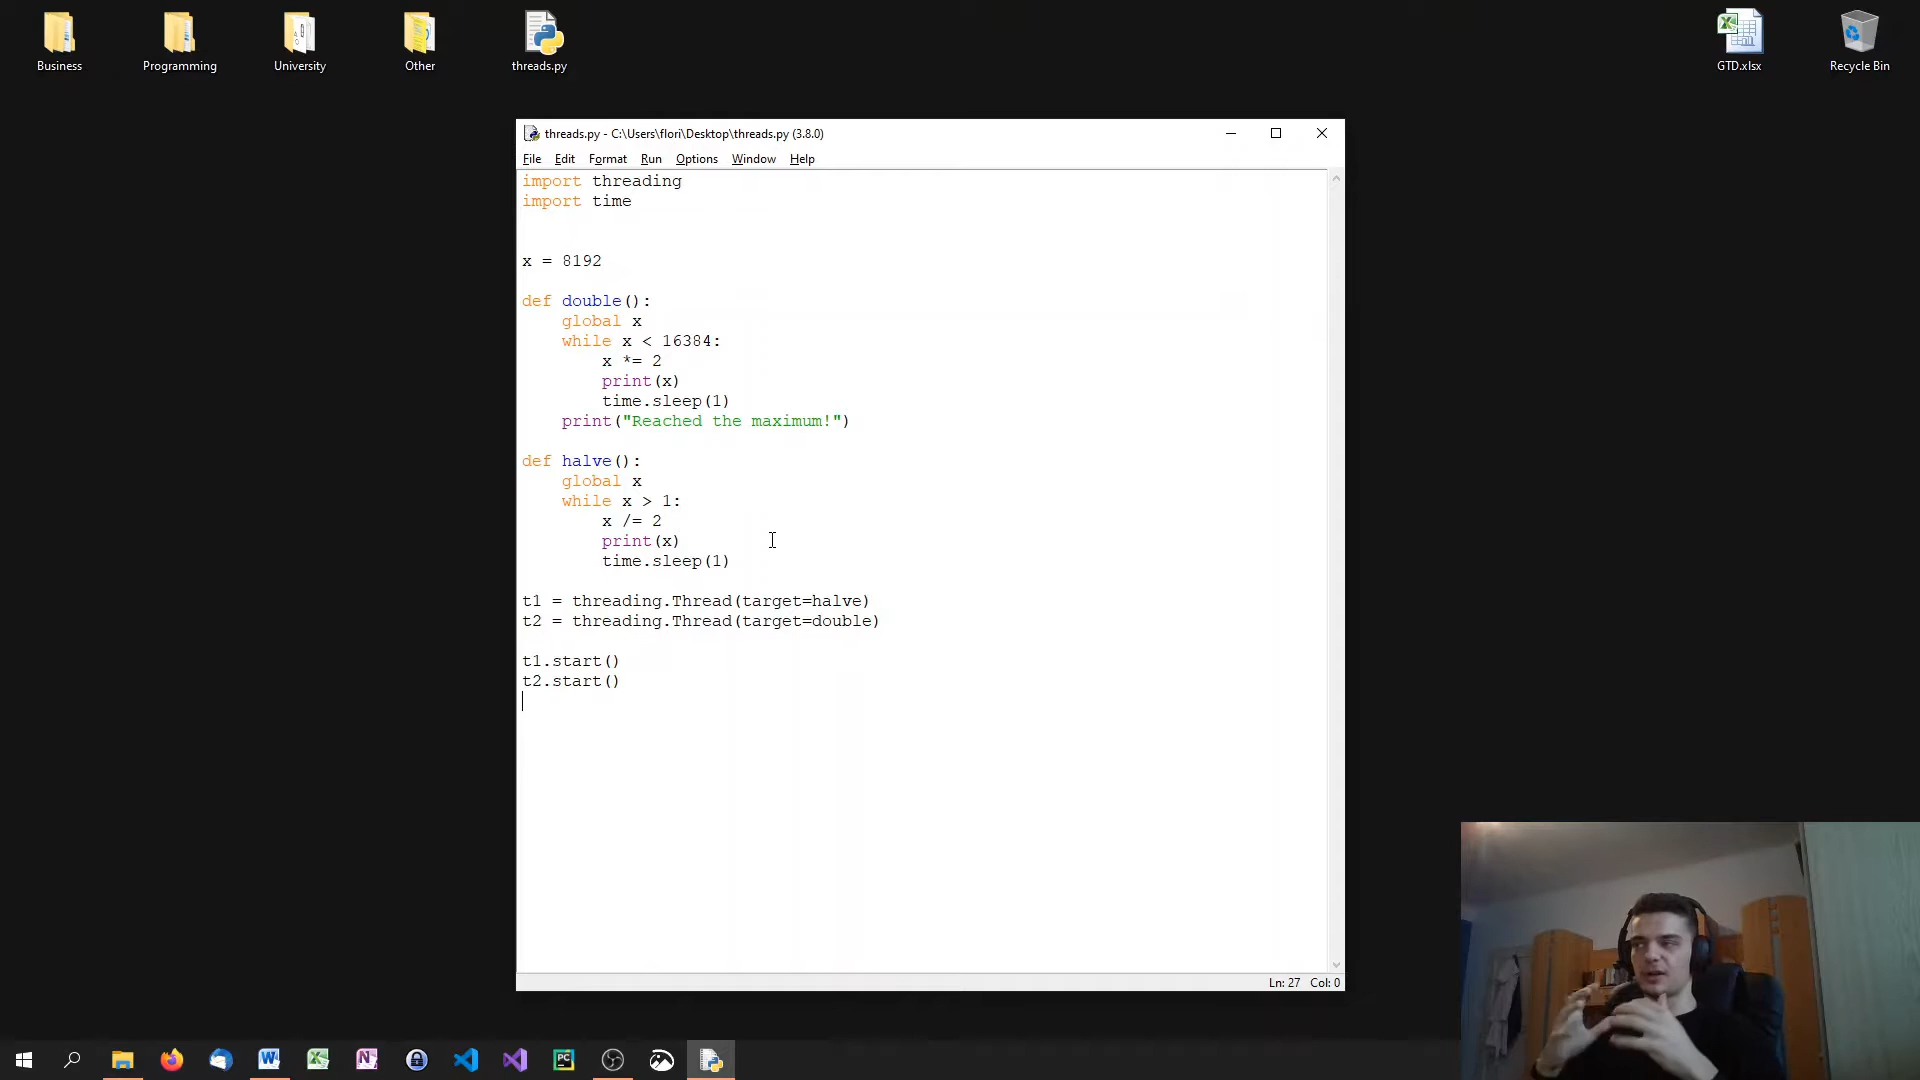 Business
Programming
University
Other
threads.py
GTD.xlsx
Recycle Bin
threads.py - C:\Users\flori\Desktop\threads.py (3.8.0)
File Edit Format Run Options Window Help
import threading
import time
x = 8192
def double():
    global x
    while x < 16384:
        x *= 2
        print(x)
        time.sleep(1)
    print("Reached the maximum!")
def halve():
    global x
    while x > 1:
        x /= 2
        print(x)
        time.sleep(1)
t1 = threading.Thread(target=halve)
t2 = threading.Thread(target=double)
t1.start()
t2.start()
Ln: 27 Col: 0